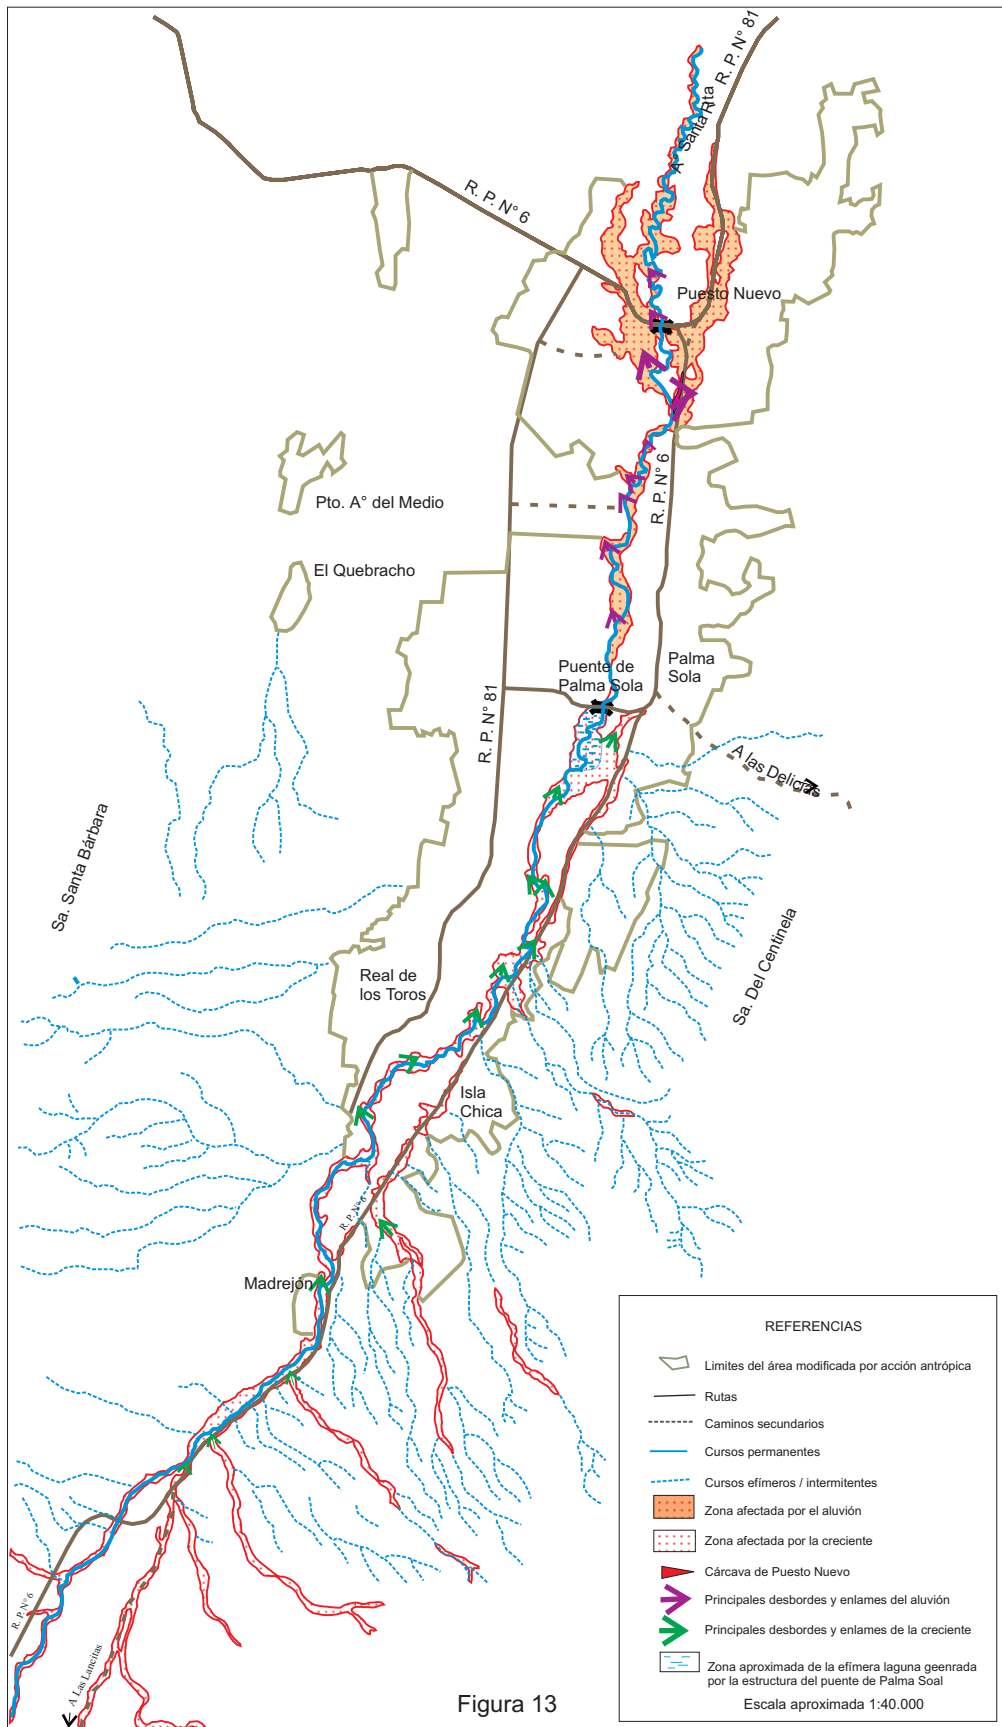 R. P. N° 81
A° Santa Rita
R. P. N° 6
Puesto Nuevo
R. P. N° 6
Pto. A° del Medio
El Quebracho
Puente de
Palma Sola
Palma
Sola
R. P. N° 81
A las Delicias
Sa. Santa Bárbara
Sa. Del Centinela
Real de
los Toros
Isla
Chica
R. P. N° 6
Madrejón
R. P. N° 6
A Las Lancitas
REFERENCIAS
Limites del área modificada por acción antrópica
Rutas
Caminos secundarios
Cursos permanentes
Cursos efímeros / intermitentes
Zona afectada por el aluvión
Zona afectada por la creciente
Cárcava de Puesto Nuevo
Principales desbordes y enlames del aluvión
Principales desbordes y enlames de la creciente
Zona aproximada de la efímera laguna geenrada
por la estructura del puente de Palma Soal
Escala aproximada 1:40.000
Figura 13